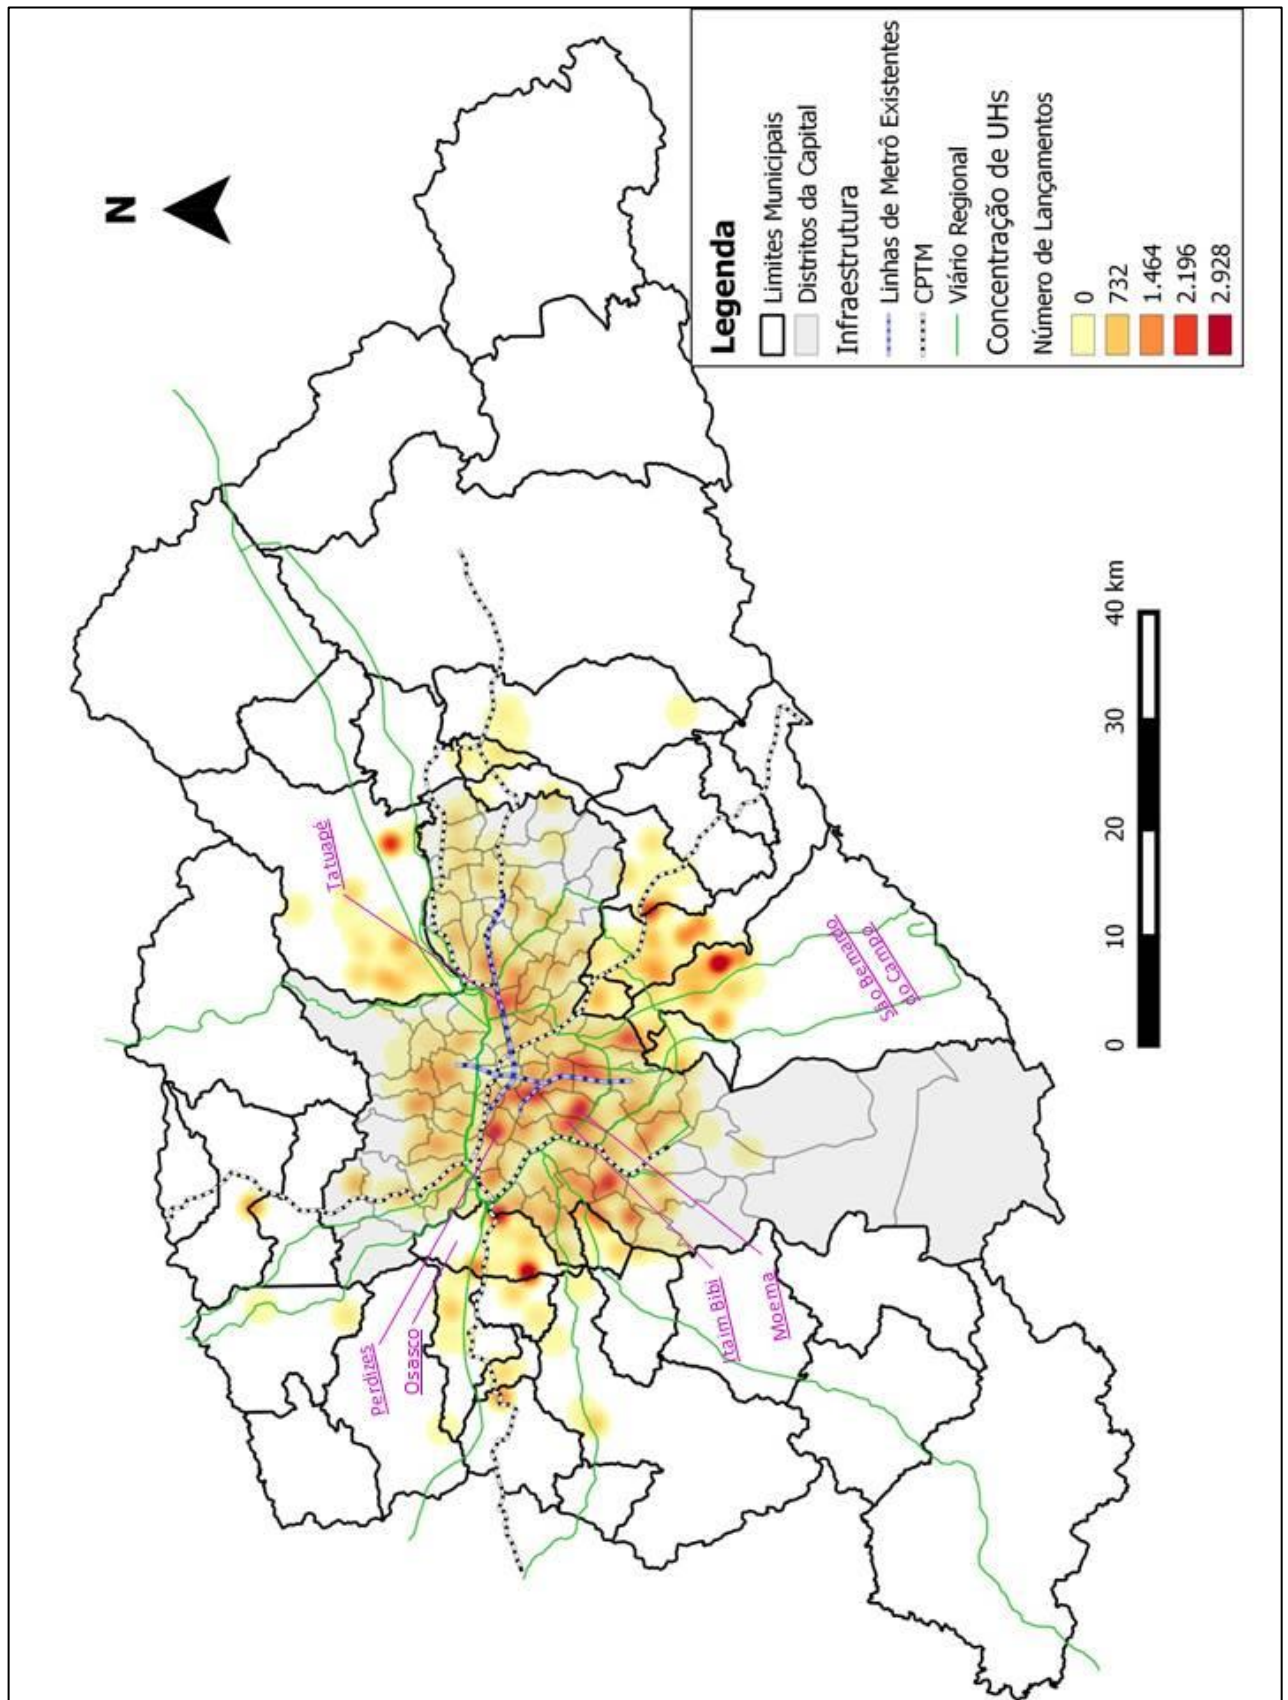 N
Tatuapé
Perdizes
Osasco
Itaim Bibi
Moema
São Bernardo
do Campo
0 10 20 30 40 km
Legenda
Limites Municipais
Distritos da Capital
Infraestrutura
Linhas de Metrô Existentes
CPTM
Viário Regional
Concentração de UHs
Número de Lançamentos
0
732
1.464
2.196
2.928